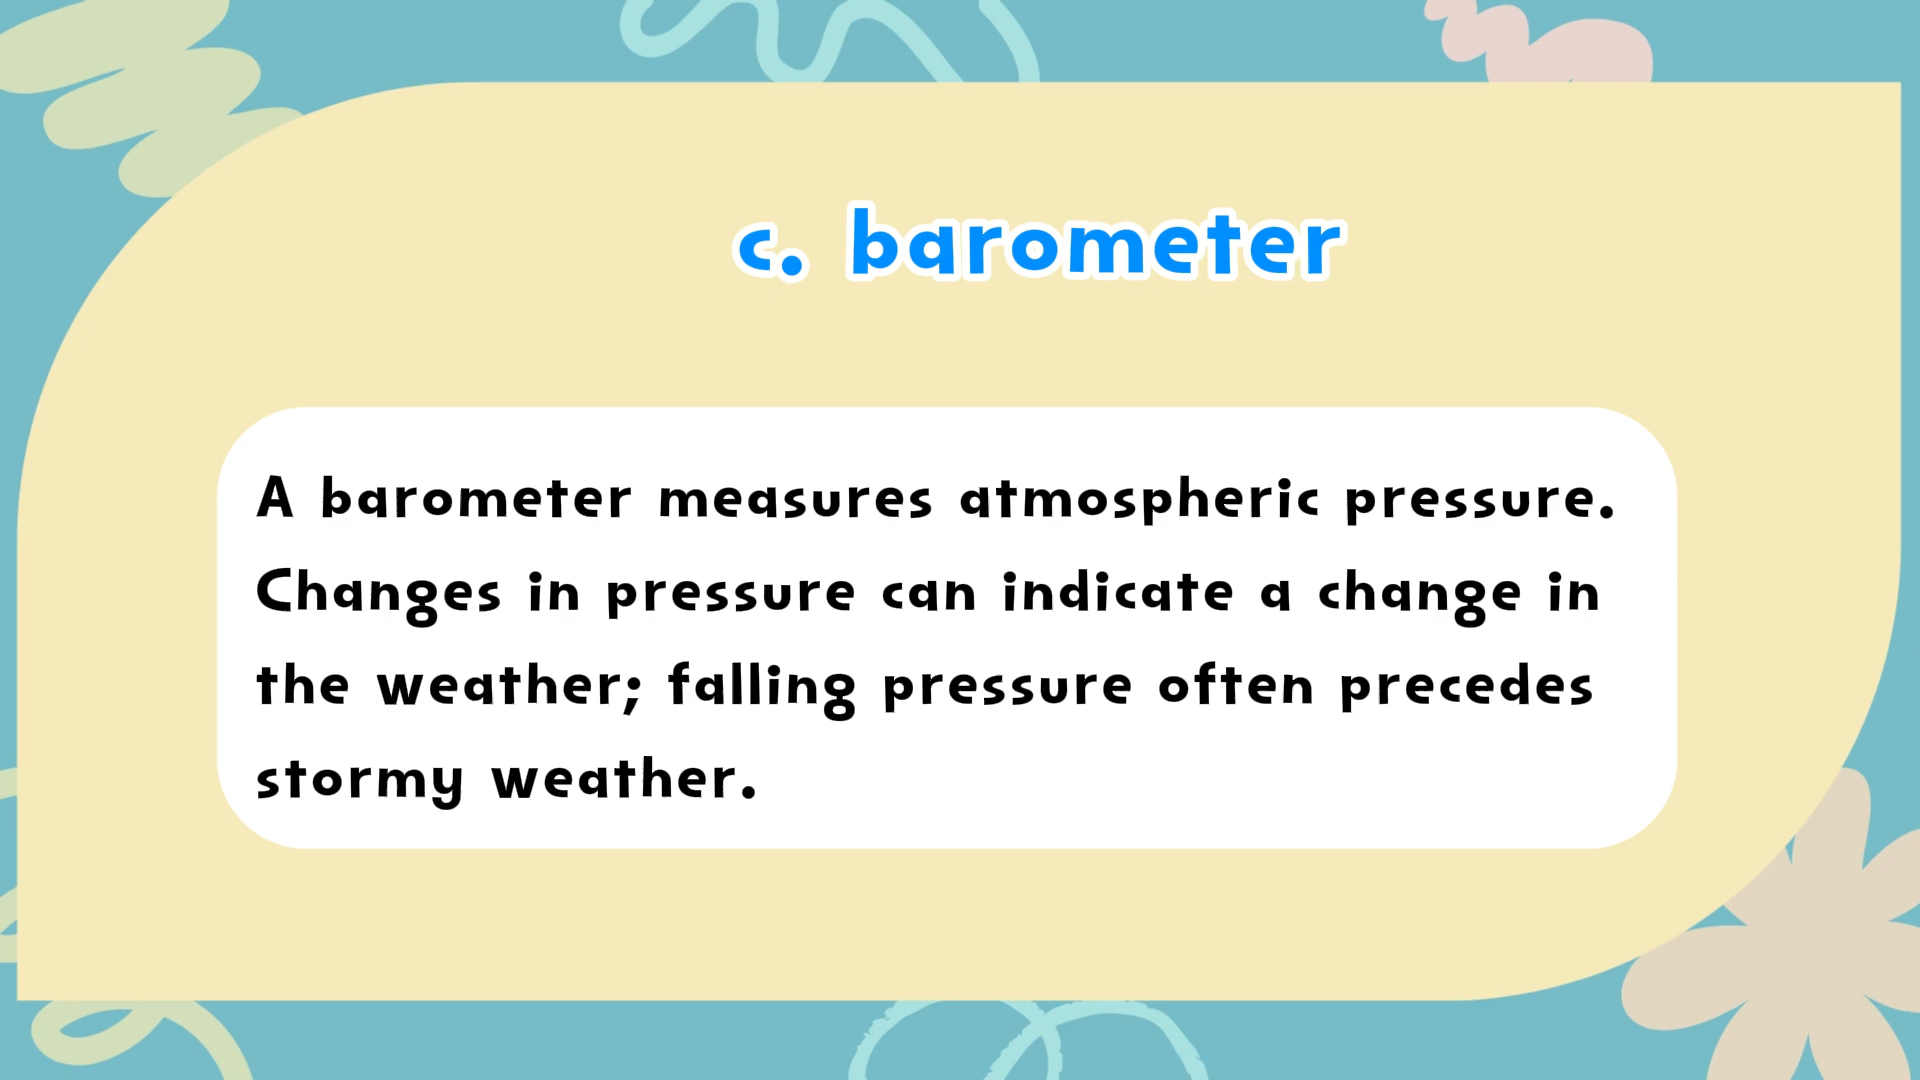 c. barometer
A barometer measures atmospheric pressure.
Changes in pressure can indicate a change in
the weather; falling pressure often precedes
stormy weather.